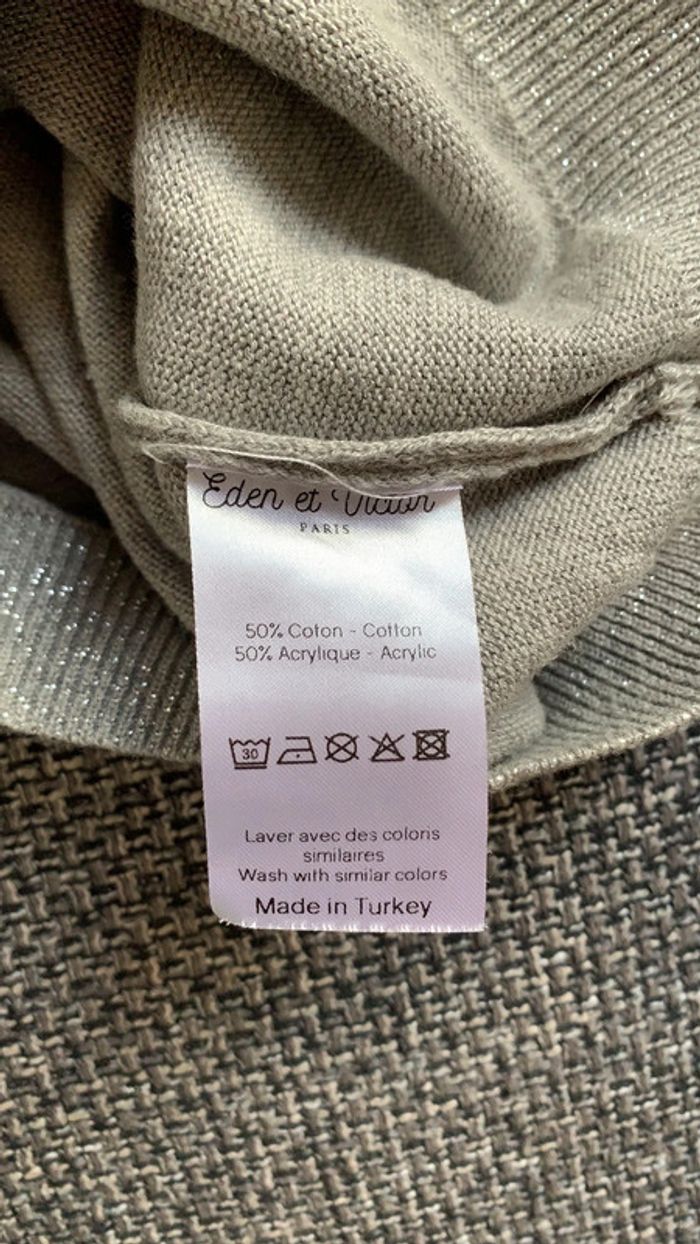 Eden et Victor
PARIS
50% Coton - Cotton
50% Acrylique - Acrylic
30
Laver avec des coloris
similaires
Wash with similar colors
Made in Turkey